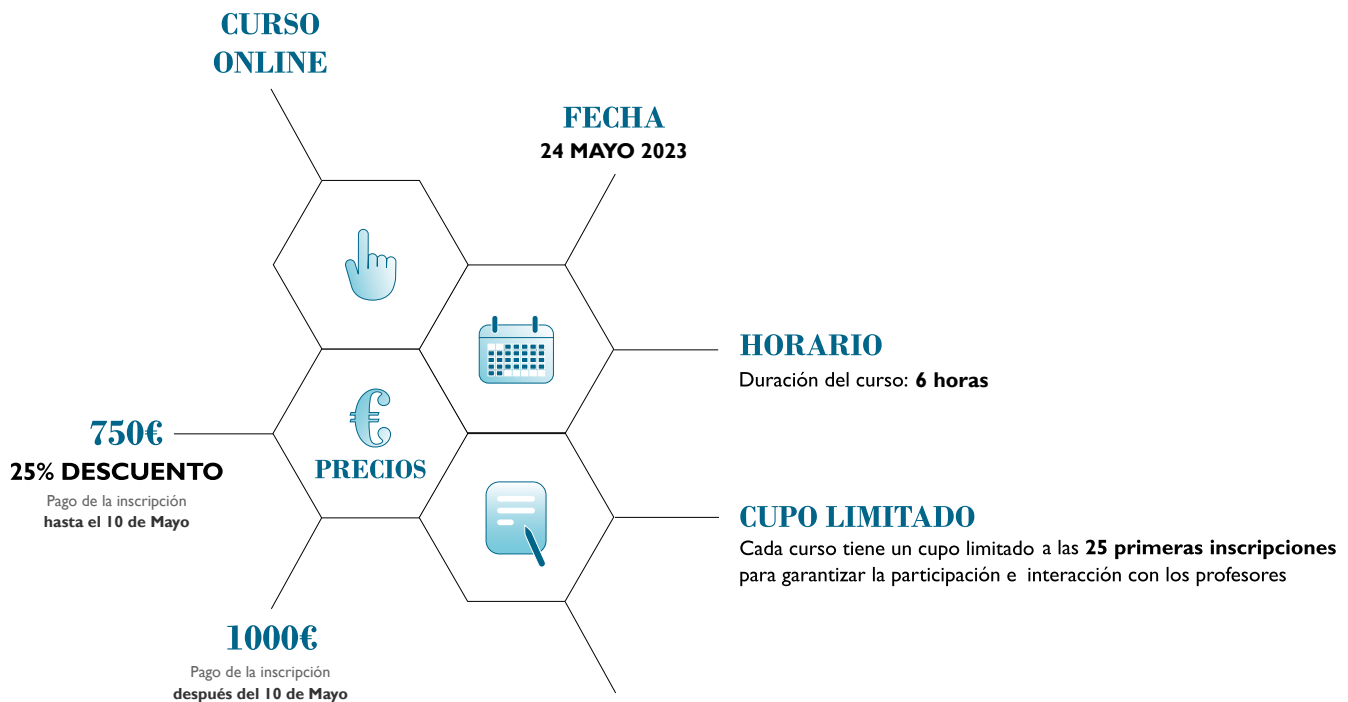 CURSO
ONLINE
FECHA
24 MAYO 2023
HORARIO
Duración del curso: 6 horas
750€
25% DESCUENTO
Pago de la inscripción
hasta el 10 de Mayo
€
PRECIOS
CUPO LIMITADO
Cada curso tiene un cupo limitado a las 25 primeras inscripciones
para garantizar la participación e interacción con los profesores
1000€
Pago de la inscripción
después del 10 de Mayo